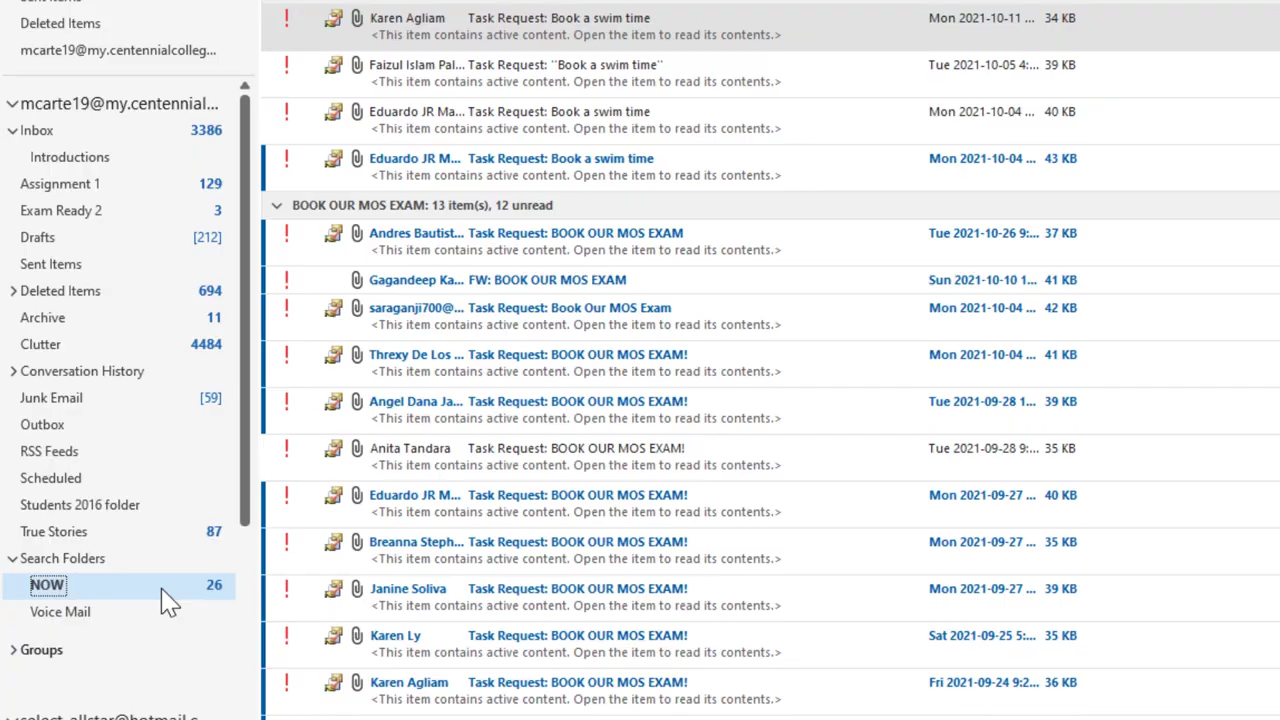 Deleted Items
mcarte19@my.centennialcolleg...
mcarte19@my.centennial...
Inbox 3386
Introductions
Assignment 1 129
Exam Ready 2 3
Drafts [212]
Sent Items
Deleted Items 694
Archive 11
Clutter 4484
Conversation History
Junk Email [59]
Outbox
RSS Feeds
Scheduled
Students 2016 folder
True Stories 87
Search Folders
NOW 26
Voice Mail
Groups
Karen Agliam Task Request: Book a swim time Mon 2021-10-11 ... 34 KB
<This item contains active content. Open the item to read its contents.>
Faizul Islam Pal... Task Request: ``Book a swim time'' Tue 2021-10-05 4:... 39 KB
<This item contains active content. Open the item to read its contents.>
Eduardo JR Ma... Task Request: Book a swim time Mon 2021-10-04 ... 40 KB
<This item contains active content. Open the item to read its contents.>
Eduardo JR M... Task Request: Book a swim time Mon 2021-10-04 ... 43 KB
<This item contains active content. Open the item to read its contents.>
BOOK OUR MOS EXAM: 13 item(s), 12 unread
Andres Bautist... Task Request: BOOK OUR MOS EXAM Tue 2021-10-26 9:... 37 KB
<This item contains active content. Open the item to read its contents.>
Gagandeep Ka... FW: BOOK OUR MOS EXAM Sun 2021-10-10 1... 41 KB
saraganji700@... Task Request: Book Our MOS Exam Mon 2021-10-04 ... 42 KB
<This item contains active content. Open the item to read its contents.>
Threxy De Los ... Task Request: BOOK OUR MOS EXAM! Mon 2021-10-04 ... 41 KB
<This item contains active content. Open the item to read its contents.>
Angel Dana Ja... Task Request: BOOK OUR MOS EXAM! Tue 2021-09-28 1... 39 KB
<This item contains active content. Open the item to read its contents.>
Anita Tandara Task Request: BOOK OUR MOS EXAM! Tue 2021-09-28 9:... 35 KB
<This item contains active content. Open the item to read its contents.>
Eduardo JR M... Task Request: BOOK OUR MOS EXAM! Mon 2021-09-27 ... 40 KB
<This item contains active content. Open the item to read its contents.>
Breanna Steph... Task Request: BOOK OUR MOS EXAM! Mon 2021-09-27 ... 35 KB
<This item contains active content. Open the item to read its contents.>
Janine Soliva Task Request: BOOK OUR MOS EXAM! Mon 2021-09-27 ... 39 KB
<This item contains active content. Open the item to read its contents.>
Karen Ly Task Request: BOOK OUR MOS EXAM! Sat 2021-09-25 5:... 35 KB
<This item contains active content. Open the item to read its contents.>
Karen Agliam Task Request: BOOK OUR MOS EXAM! Fri 2021-09-24 9:2... 36 KB
<This item contains active content. Open the item to read its contents.>